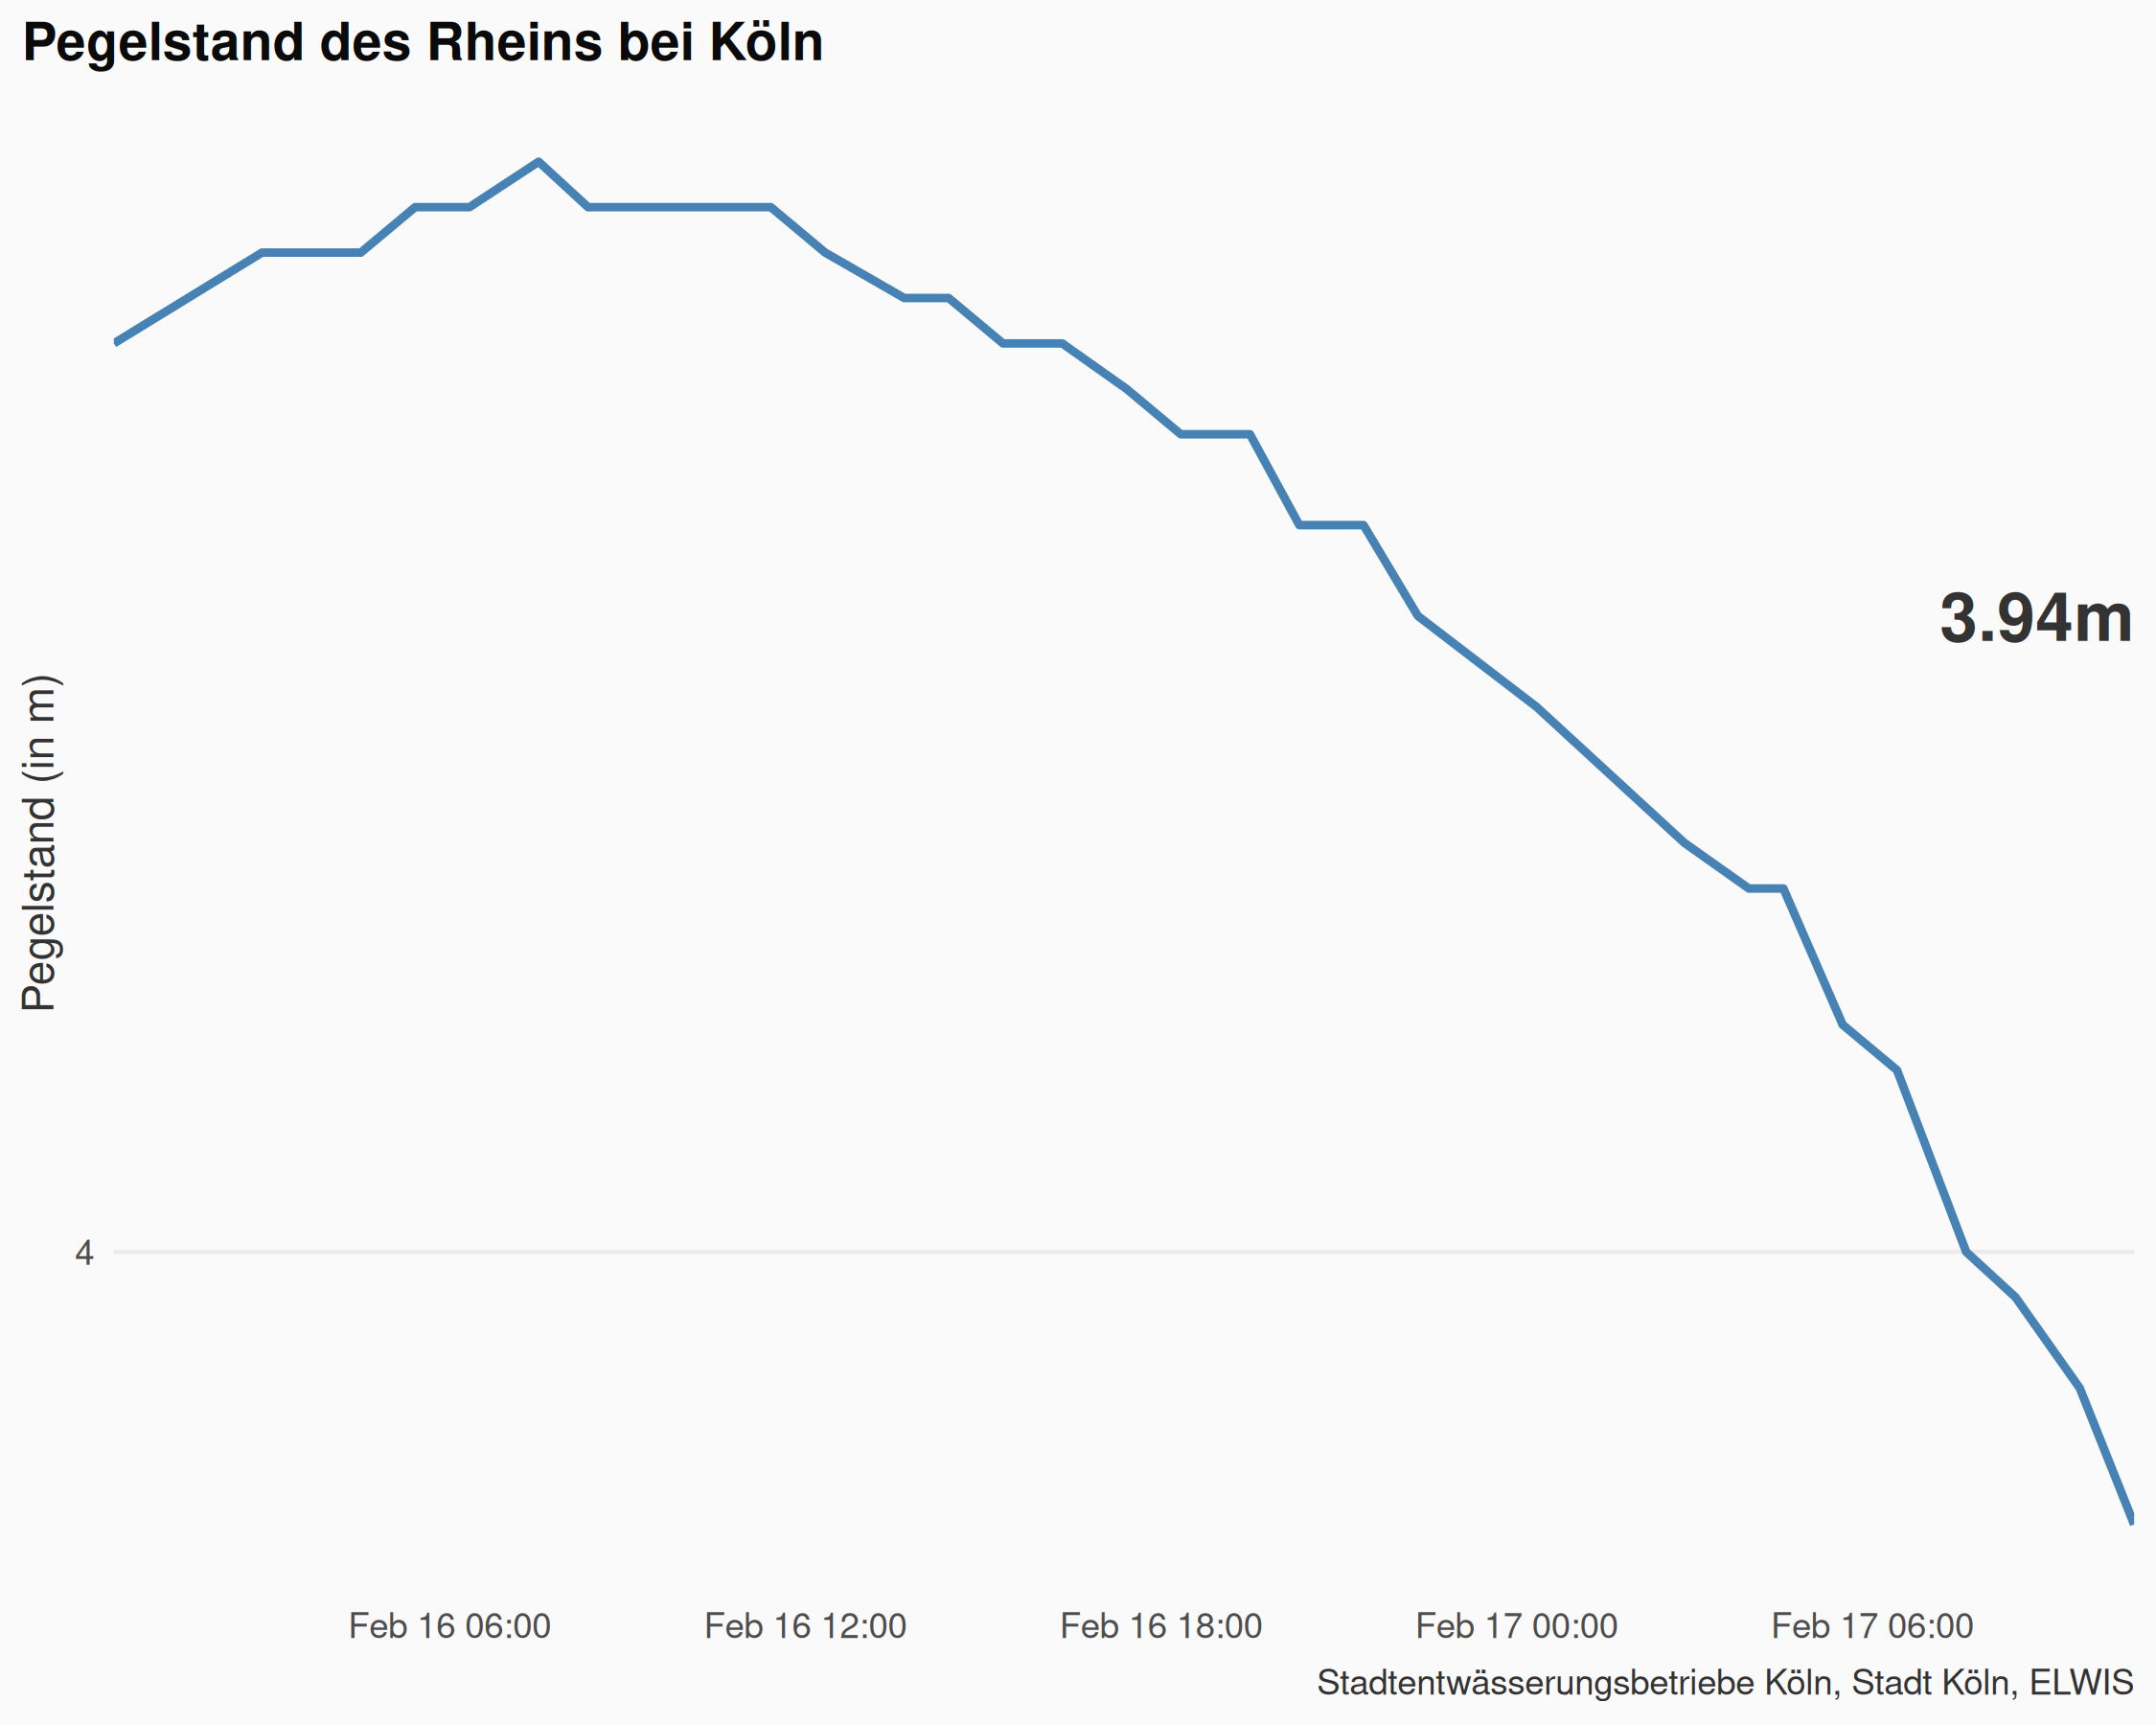 Pegelstand des Rheins bei Köln
3.94m
Pegelstand (in m)
4
Feb 16 06:00
Feb 16 12:00
Feb 16 18:00
Feb 17 00:00
Feb 17 06:00
Stadtentwässerungsbetriebe Köln, Stadt Köln, ELWIS